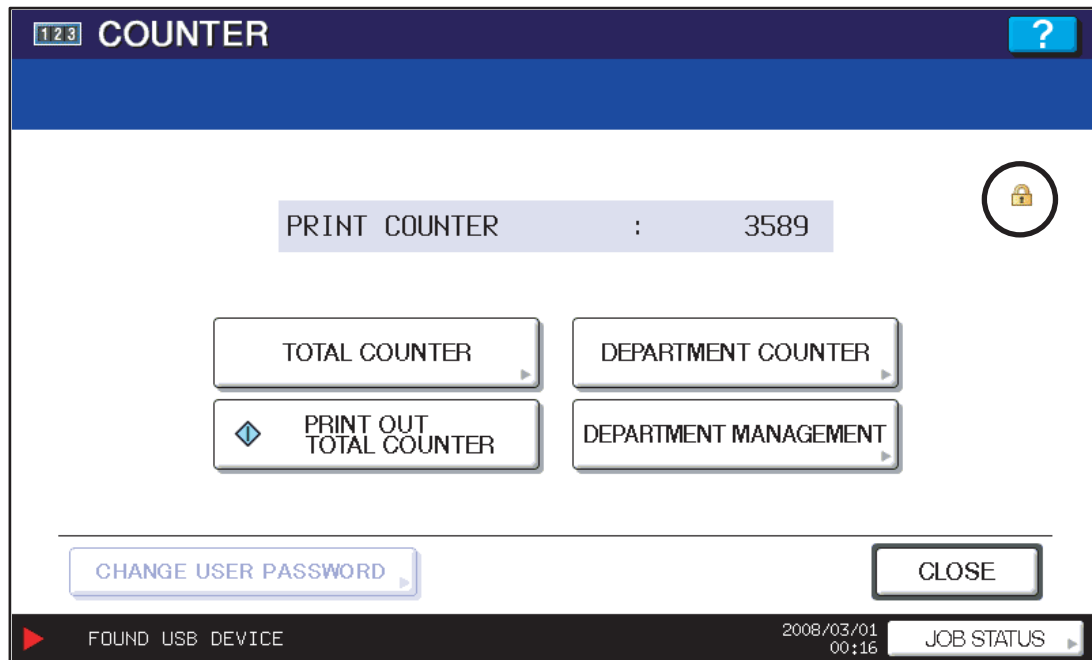 123 COUNTER ?
PRINT COUNTER : 3589
TOTAL COUNTER
DEPARTMENT COUNTER
PRINT OUT
TOTAL COUNTER
DEPARTMENT MANAGEMENT
CHANGE USER PASSWORD
CLOSE
FOUND USB DEVICE
2008/03/01
00:16
JOB STATUS